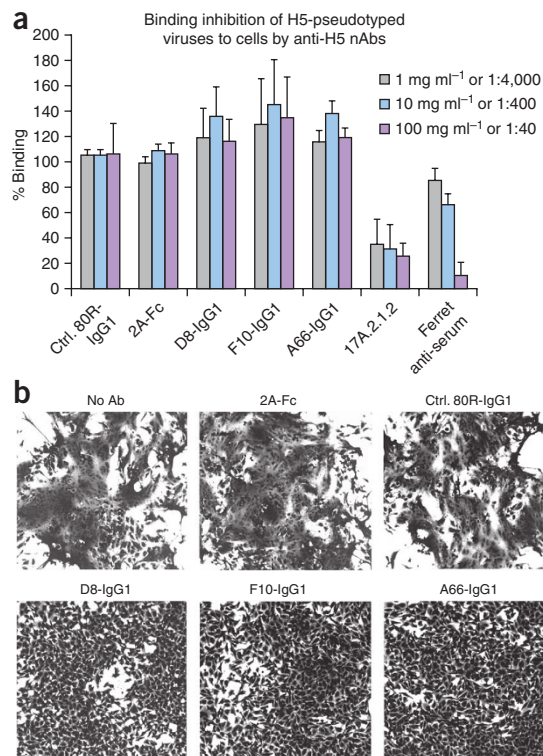 a
Binding inhibition of H5-pseudotyped
viruses to cells by anti-H5 nAbs
1 mg ml⁻¹ or 1:4,000
10 mg ml⁻¹ or 1:400
100 mg ml⁻¹ or 1:40
% Binding
180
160
140
120
100
80
60
40
20
0
Ctrl. 80R-
IgG1
2A-Fc
D8-IgG1
F10-IgG1
A66-IgG1
17A.2.1.2
Ferret
anti-serum
b
No Ab
2A-Fc
Ctrl. 80R-IgG1
D8-IgG1
F10-IgG1
A66-IgG1